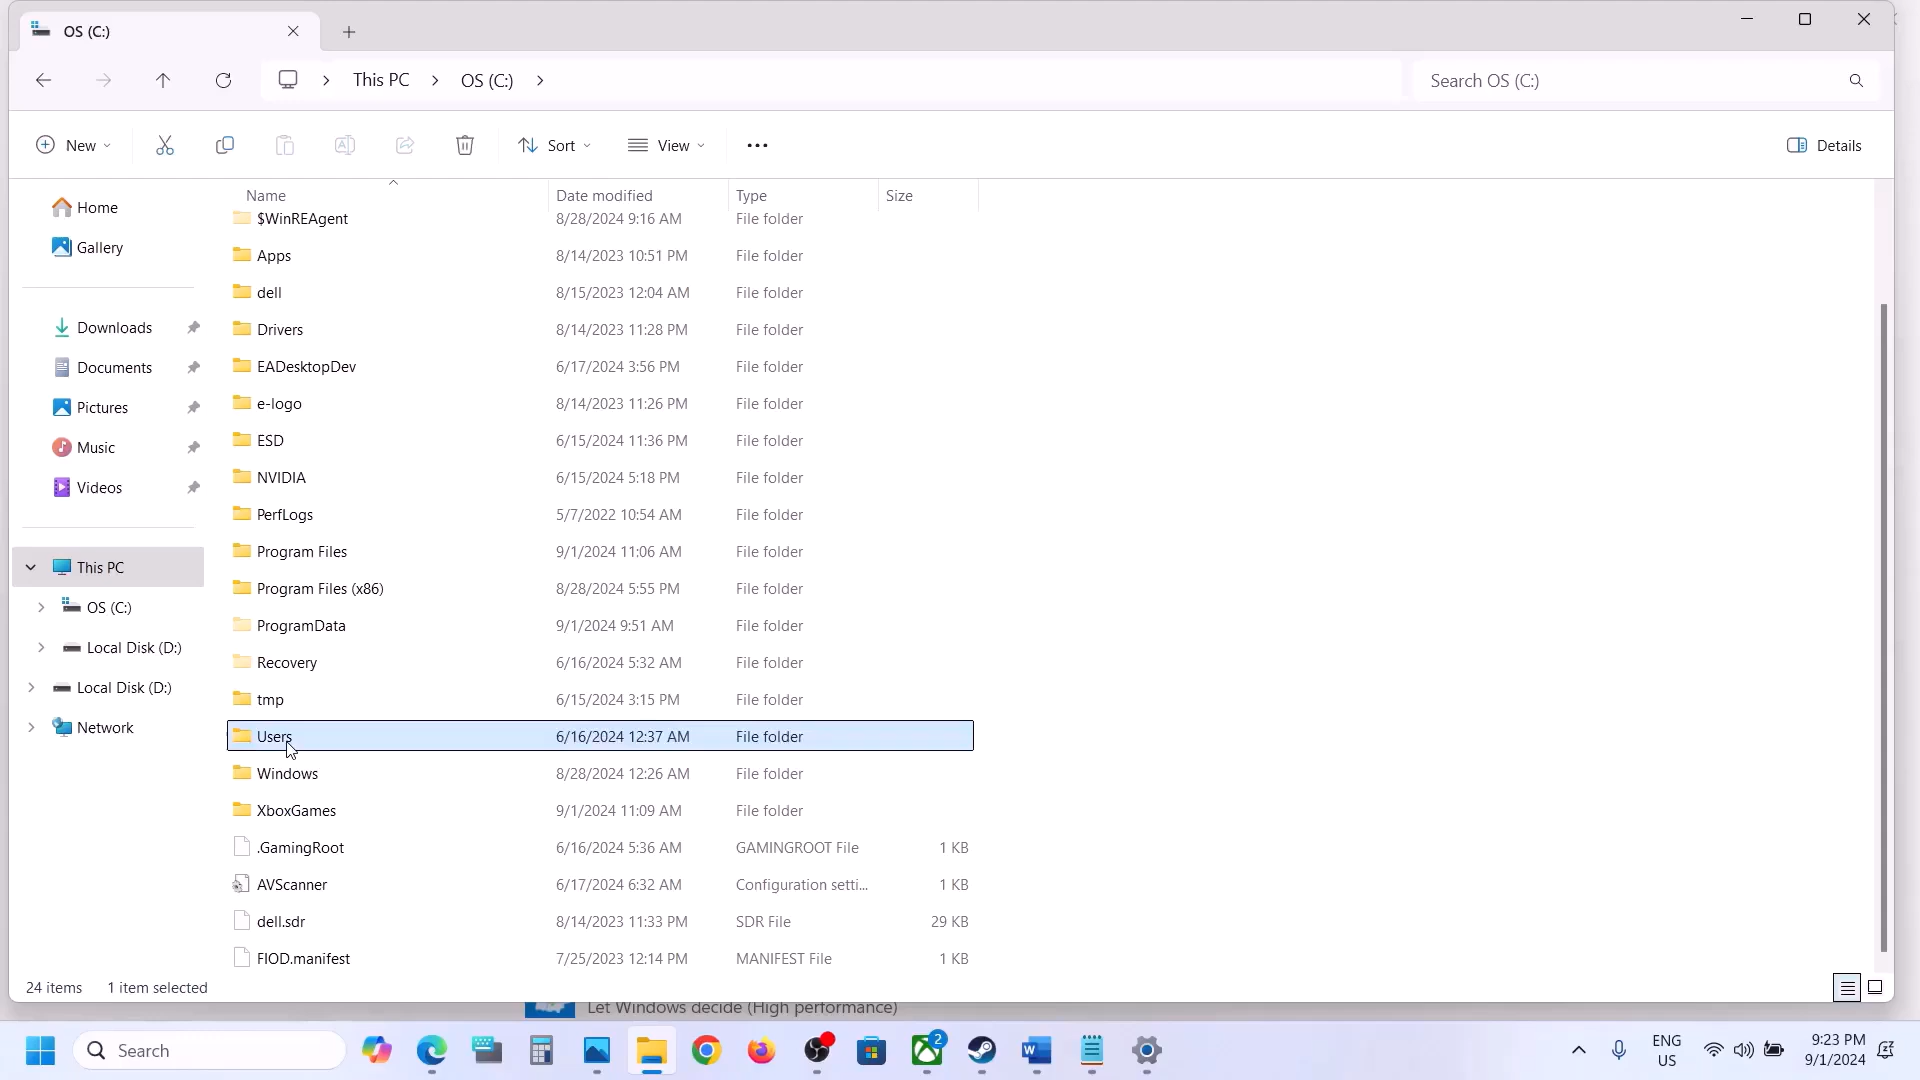 OS (C:)
This PC
OS (C:)
Search OS (C:)
New
Sort
View
Details
Name
Date modified
Type
Size
Home
Gallery
Downloads
Documents
Pictures
Music
Videos
This PC
OS (C:)
Local Disk (D:)
Local Disk (D:)
Network
$WinREAgent 8/28/2024 9:16 AM File folder
Apps 8/14/2023 10:51 PM File folder
dell 8/15/2023 12:04 AM File folder
Drivers 8/14/2023 11:28 PM File folder
EADesktopDev 6/17/2024 3:56 PM File folder
e-logo 8/14/2023 11:26 PM File folder
ESD 6/15/2024 11:36 PM File folder
NVIDIA 6/15/2024 5:18 PM File folder
PerfLogs 5/7/2022 10:54 AM File folder
Program Files 9/1/2024 11:06 AM File folder
Program Files (x86) 8/28/2024 5:55 PM File folder
ProgramData 9/1/2024 9:51 AM File folder
Recovery 6/16/2024 5:32 AM File folder
tmp 6/15/2024 3:15 PM File folder
Users 6/16/2024 12:37 AM File folder
Windows 8/28/2024 12:26 AM File folder
XboxGames 9/1/2024 11:09 AM File folder
.GamingRoot 6/16/2024 5:36 AM GAMINGROOT File 1 KB
AVScanner 6/17/2024 6:32 AM Configuration setti... 1 KB
dell.sdr 8/14/2023 11:33 PM SDR File 29 KB
FIOD.manifest 7/25/2023 12:14 PM MANIFEST File 1 KB
24 items 1 item selected
Let Windows decide (High performance)
Search
2
ENG
US
9:23 PM
9/1/2024